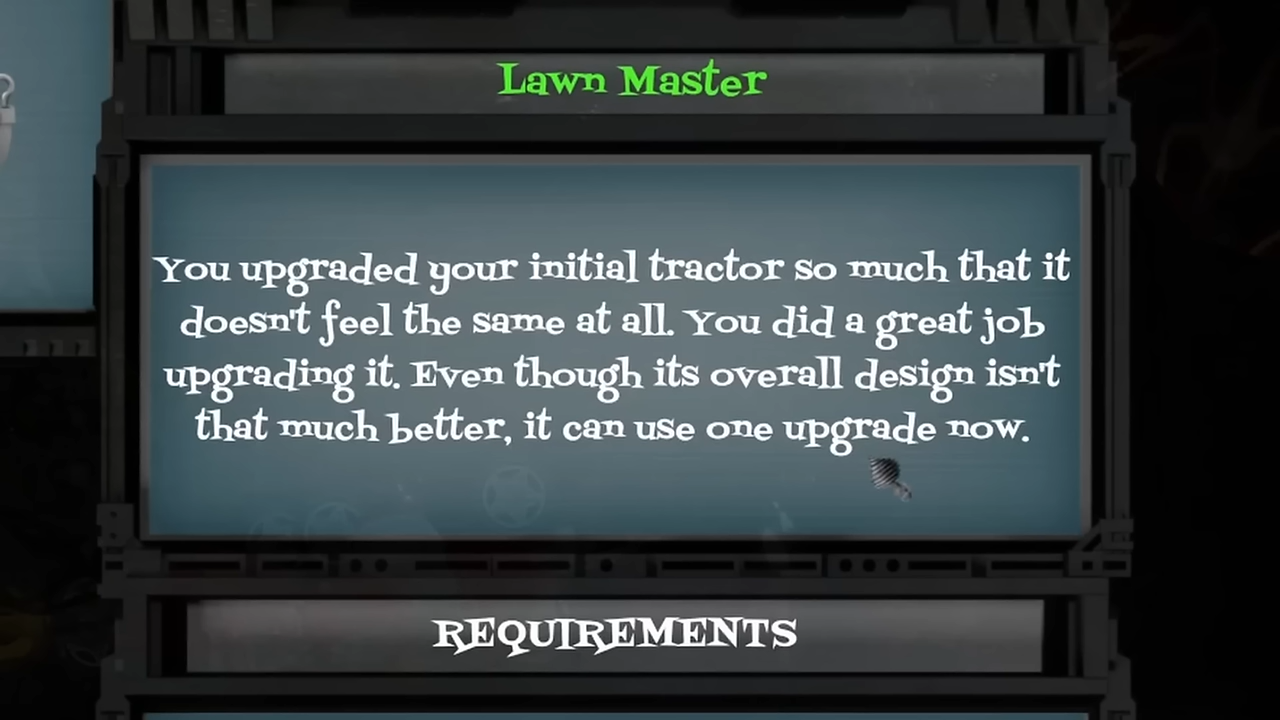 Lawn Master
You upgraded your initial tractor so much that it
doesn't feel the same at all. You did a great job
upgrading it. Even though its overall design isn't
that much better, it can use one upgrade now.
REQUIREMENTS